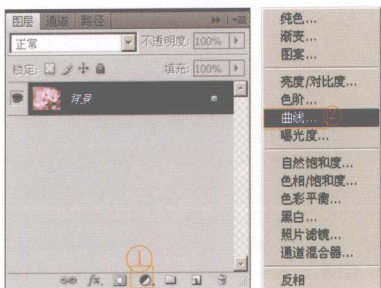 图层 通道 路径
正常 不透明度: 100%
锁定: 填充: 100%
背景
1
fx.
纯色...
渐变...
图案...
亮度/对比度...
色阶...
曲线... 2
曝光度...
自然饱和度...
色相/饱和度...
色彩平衡...
黑白...
照片滤镜...
通道混合器...
反相